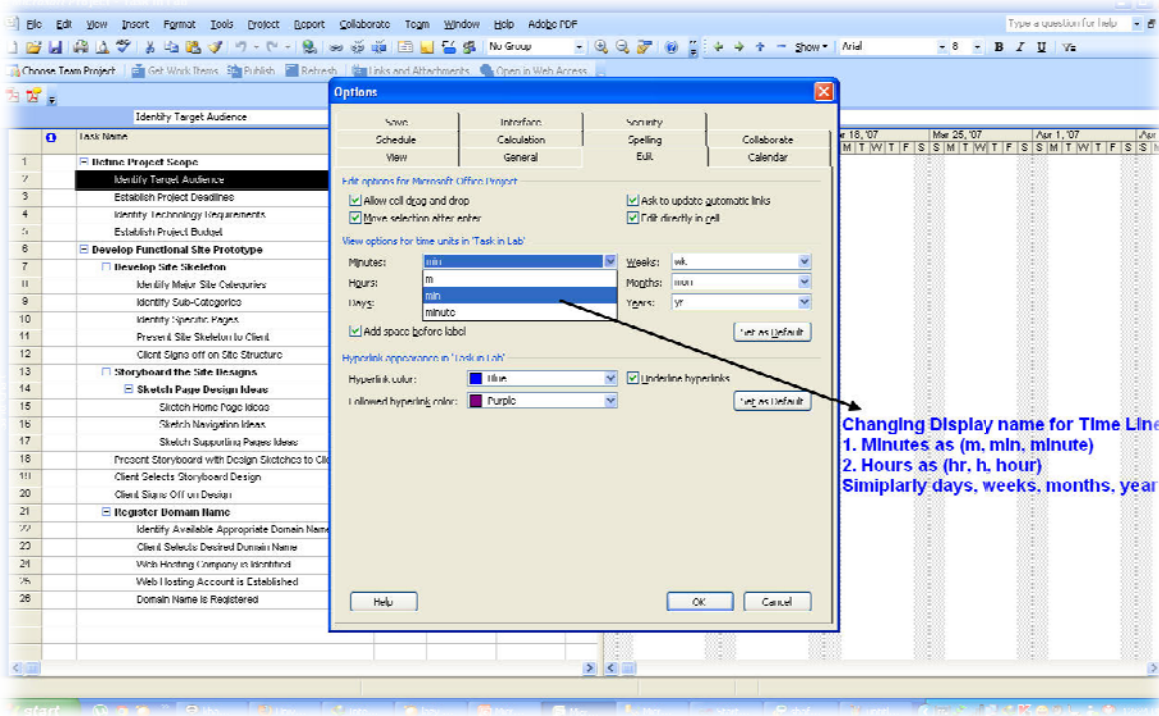 File Edit View Insert Format Tools Project Report Collaborate Team Window Help Adobe PDF
Type a question for help
No Group
Show
Arial
8
B I U
Choose Team Project Get Work Items Publish Refresh Links and Attachments Open in Web Access
Identify Target Audience
Task Name
1 Define Project Scope
2 Identify Target Audience
3 Establish Project Deadlines
4 Identify Technology Requirements
5 Establish Project Budget
6 Develop Functional Site Prototype
7 Develop Site Skeleton
8 Identify Major Site Categories
9 Identify Sub-Categories
10 Identify Specific Pages
11 Present Site Skeleton to Client
12 Client Signs off on Site Structure
13 Storyboard the Site Designs
14 Sketch Page Design Ideas
15 Sketch Home Page Ideas
16 Sketch Navigation Ideas
17 Sketch Supporting Pages Ideas
18 Present Storyboard with Design Sketches to Clie
19 Client Selects Storyboard Design
20 Client Signs Off on Design
21 Register Domain Name
22 Identify Available Appropriate Domain Name
23 Client Selects Desired Domain Name
24 Web Hosting Company is Identified
25 Web Hosting Account is Established
26 Domain Name is Registered
Options
Save Interface Security
Schedule Calculation Spelling Collaborate
View General Edit Calendar
Edit options for Microsoft Office Project
Allow cell drag and drop
Ask to update automatic links
Move selection after enter
Edit directly in cell
View options for time units in 'Task in Lab'
Minutes: min
Weeks: wk
m
Hours:
Months: mon
min
Days:
Years: yr
minute
Add space before label
Set as Default
Hyperlink appearance in 'Task in Lab'
Hyperlink color: Blue
Underline hyperlinks
Followed hyperlink color: Purple
Set as Default
Help OK Cancel
r 18, '07 Mar 25, '07 Apr 1, '07 Apr
M T W T F S S M T W T F S S M T W T F S S
Changing Display name for Time Line
1. Minutes as (m, min, minute)
2. Hours as (hr, h, hour)
Simiplarly days, weeks, months, year
start